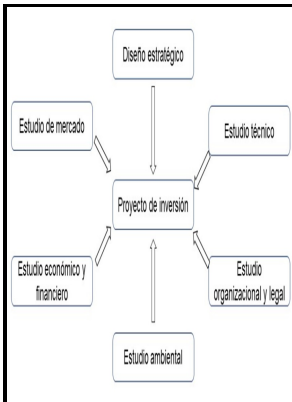 Diseño estratégico
Estudio de mercado
Estudio técnico
Proyecto de inversión
Estudio económico y
financiero
Estudio
organizacional y legal
Estudio ambiental